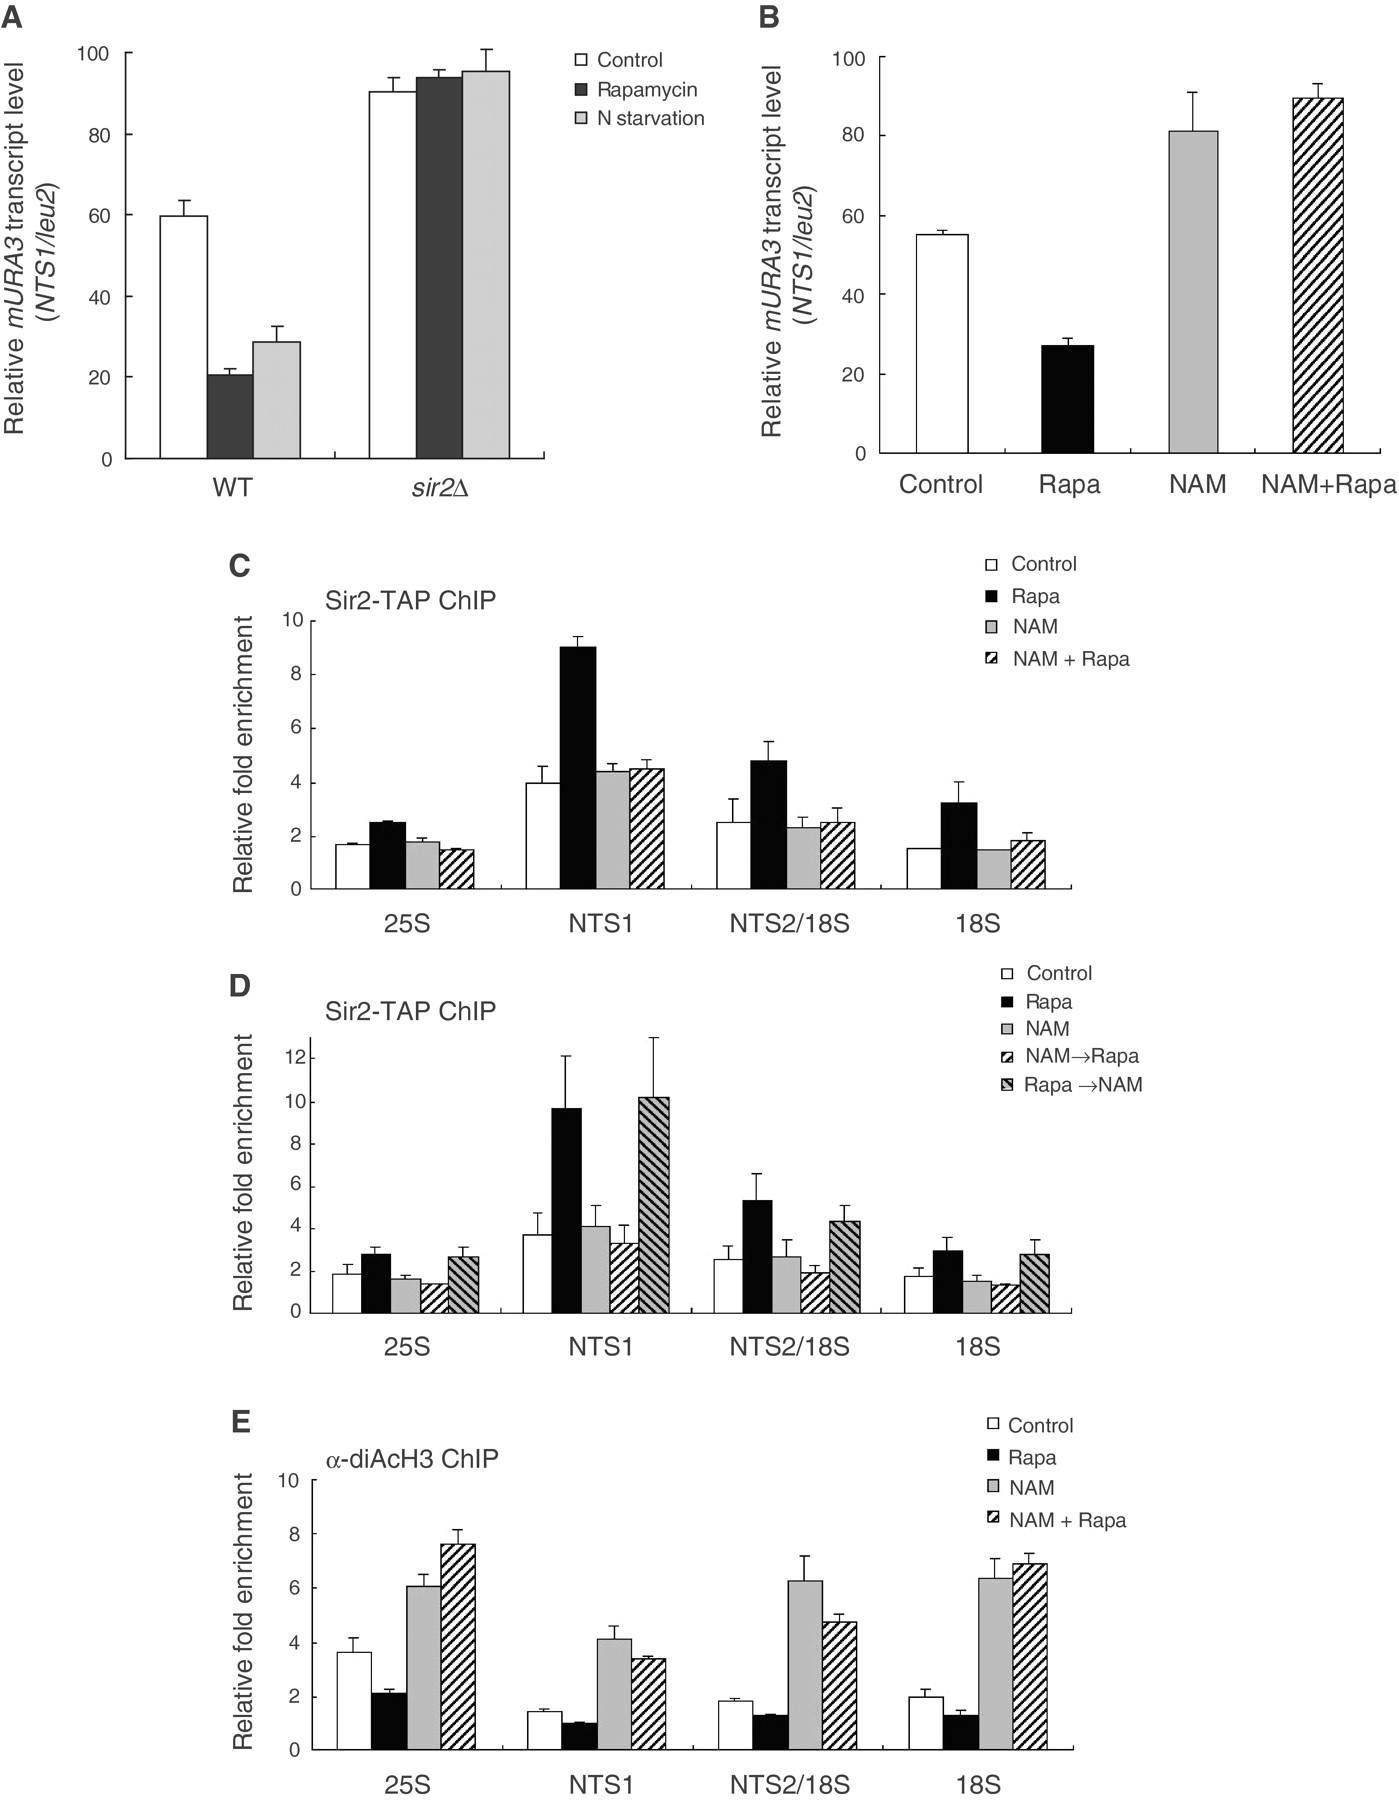 A
Relative mURA3 transcript level
(NTS1/leu2)
100
80
60
40
20
0
WT
sir2Δ
Control
Rapamycin
N starvation
B
Relative mURA3 transcript level
(NTS1/leu2)
100
80
60
40
20
0
Control
Rapa
NAM
NAM+Rapa
C
Sir2-TAP ChIP
Relative fold enrichment
10
8
6
4
2
0
25S
NTS1
NTS2/18S
18S
Control
Rapa
NAM
NAM + Rapa
D
Sir2-TAP ChIP
Relative fold enrichment
12
10
8
6
4
2
0
25S
NTS1
NTS2/18S
18S
Control
Rapa
NAM
NAM→Rapa
Rapa →NAM
E
α-diAcH3 ChIP
Relative fold enrichment
10
8
6
4
2
0
25S
NTS1
NTS2/18S
18S
Control
Rapa
NAM
NAM + Rapa